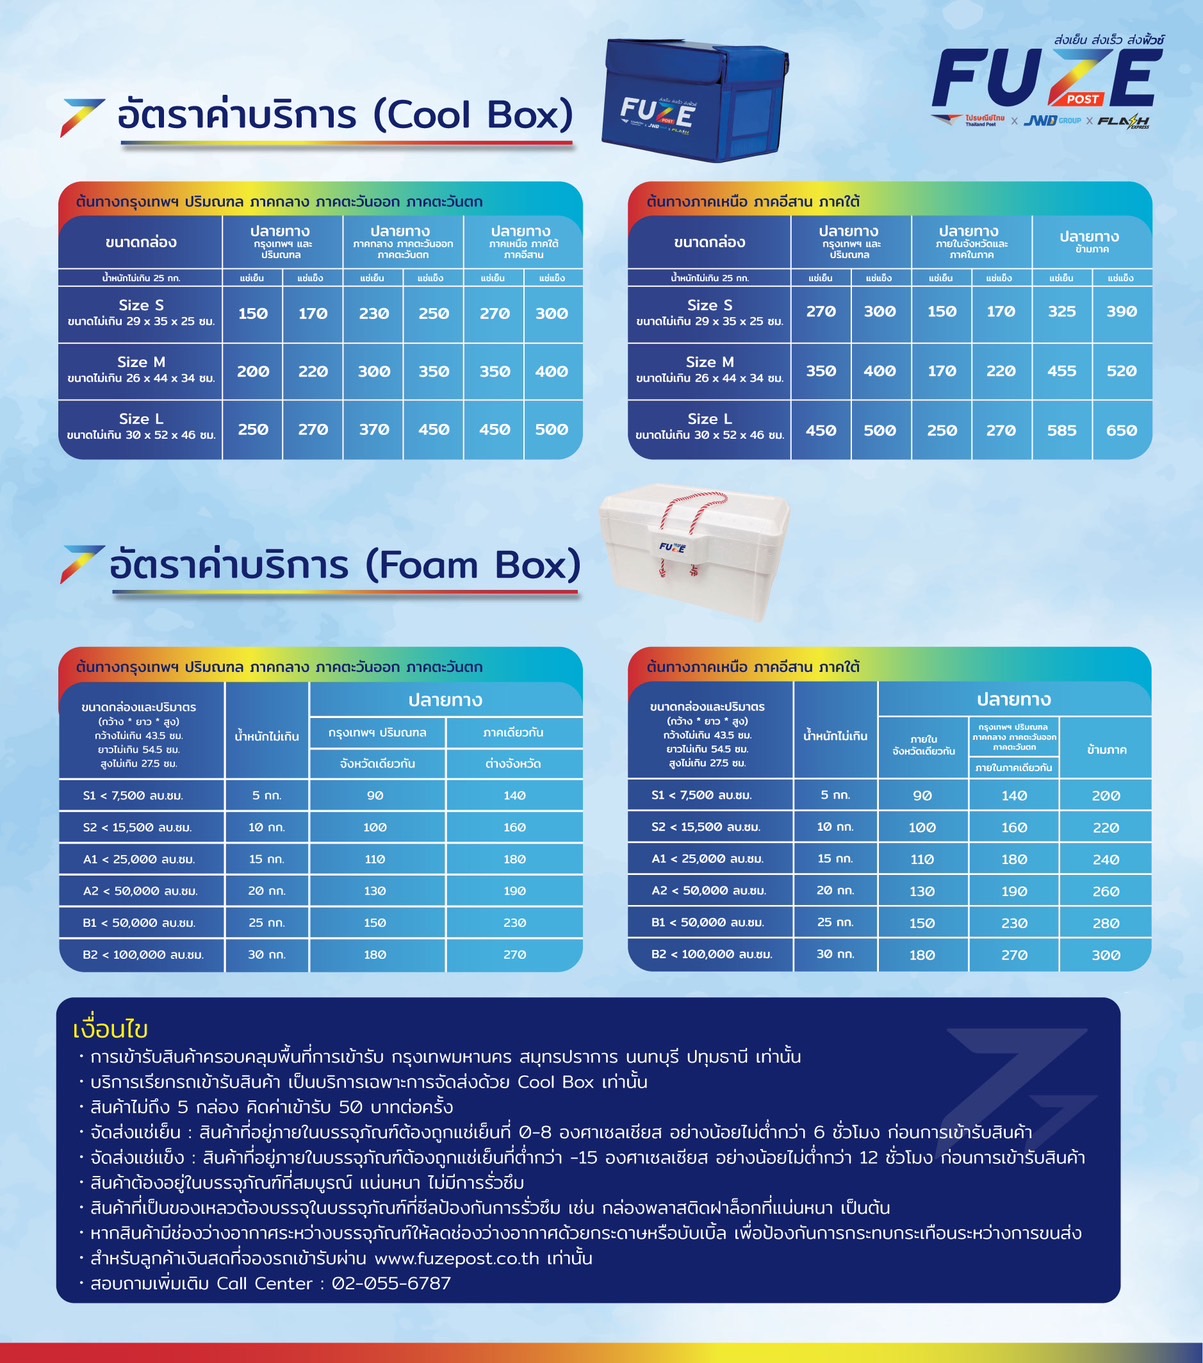 ส่งเย็น ส่งเร็ว ส่งฟิ้วซ์
FUZE
POST
ไปรษณีย์ไทย Thailand Post X JWD GROUP X FLASH EXPRESS
อัตราค่าบริการ (Cool Box)
FUZE
POST
ต้นทางกรุงเทพฯ ปริมณฑล ภาคกลาง ภาคตะวันออก ภาคตะวันตก
ขนาดกล่อง
ปลายทาง
กรุงเทพฯ และ
ปริมณฑล
ปลายทาง
ภาคกลาง ภาคตะวันออก
ภาคตะวันตก
ปลายทาง
ภาคเหนือ ภาคใต้
ภาคอีสาน
น้ำหนักไม่เกิน 25 กก. แช่เย็น แช่แข็ง แช่เย็น แช่แข็ง แช่เย็น แช่แข็ง
Size S
ขนาดไม่เกิน 29 x 35 x 25 ซม.
150 170 230 250 270 300
Size M
ขนาดไม่เกิน 26 x 44 x 34 ซม.
200 220 300 350 350 400
Size L
ขนาดไม่เกิน 30 x 52 x 46 ซม.
250 270 370 450 450 500
ต้นทางภาคเหนือ ภาคอีสาน ภาคใต้
ขนาดกล่อง
ปลายทาง
กรุงเทพฯ และ
ปริมณฑล
ปลายทาง
ภายในจังหวัดและ
ภาคในภาค
ปลายทาง
ข้ามภาค
น้ำหนักไม่เกิน 25 กก. แช่เย็น แช่แข็ง แช่เย็น แช่แข็ง แช่เย็น แช่แข็ง
Size S
ขนาดไม่เกิน 29 x 35 x 25 ซม.
270 300 150 170 325 390
Size M
ขนาดไม่เกิน 26 x 44 x 34 ซม.
350 400 170 220 455 520
Size L
ขนาดไม่เกิน 30 x 52 x 46 ซม.
450 500 250 270 585 650
อัตราค่าบริการ (Foam Box)
FUZE
ต้นทางกรุงเทพฯ ปริมณฑล ภาคกลาง ภาคตะวันออก ภาคตะวันตก
ขนาดกล่องและปริมาตร
(กว้าง * ยาว * สูง)
กว้างไม่เกิน 43.5 ซม.
ยาวไม่เกิน 54.5 ซม.
สูงไม่เกิน 27.5 ซม.
น้ำหนักไม่เกิน
ปลายทาง
กรุงเทพฯ ปริมณฑล ภาคเดียวกัน
จังหวัดเดียวกัน ต่างจังหวัด
S1 < 7,500 ลบ.ซม. 5 กก. 90 140
S2 < 15,500 ลบ.ซม. 10 กก. 100 160
A1 < 25,000 ลบ.ซม. 15 กก. 110 180
A2 < 50,000 ลบ.ซม. 20 กก. 130 190
B1 < 50,000 ลบ.ซม. 25 กก. 150 230
B2 < 100,000 ลบ.ซม. 30 กก. 180 270
ต้นทางภาคเหนือ ภาคอีสาน ภาคใต้
ขนาดกล่องและปริมาตร
(กว้าง * ยาว * สูง)
กว้างไม่เกิน 43.5 ซม.
ยาวไม่เกิน 54.5 ซม.
สูงไม่เกิน 27.5 ซม.
น้ำหนักไม่เกิน
ปลายทาง
ภายใน
จังหวัดเดียวกัน
กรุงเทพฯ ปริมณฑล
ภาคกลาง ภาคตะวันออก
ภาคตะวันตก
ภายในภาคเดียวกัน
ข้ามภาค
S1 < 7,500 ลบ.ซม. 5 กก. 90 140 200
S2 < 15,500 ลบ.ซม. 10 กก. 100 160 220
A1 < 25,000 ลบ.ซม. 15 กก. 110 180 240
A2 < 50,000 ลบ.ซม. 20 กก. 130 190 260
B1 < 50,000 ลบ.ซม. 25 กก. 150 230 280
B2 < 100,000 ลบ.ซม. 30 กก. 180 270 300
เงื่อนไข
· การเข้ารับสินค้าครอบคลุมพื้นที่การเข้ารับ กรุงเทพมหานคร สมุทรปราการ นนทบุรี ปทุมธานี เท่านั้น
· บริการเรียกรถเข้ารับสินค้า เป็นบริการเฉพาะการจัดส่งด้วย Cool Box เท่านั้น
· สินค้าไม่ถึง 5 กล่อง คิดค่าเข้ารับ 50 บาทต่อครั้ง
· จัดส่งแช่เย็น : สินค้าที่อยู่ภายในบรรจุภัณฑ์ต้องถูกแช่เย็นที่ 0-8 องศาเซลเซียส อย่างน้อยไม่ต่ำกว่า 6 ชั่วโมง ก่อนการเข้ารับสินค้า
· จัดส่งแช่แข็ง : สินค้าที่อยู่ภายในบรรจุภัณฑ์ต้องถูกแช่เย็นที่ต่ำกว่า -15 องศาเซลเซียส อย่างน้อยไม่ต่ำกว่า 12 ชั่วโมง ก่อนการเข้ารับสินค้า
· สินค้าต้องอยู่ในบรรจุภัณฑ์ที่สมบูรณ์ แน่นหนา ไม่มีการรั่วซึม
· สินค้าที่เป็นของเหลวต้องบรรจุในบรรจุภัณฑ์ที่ซีลป้องกันการรั่วซึม เช่น กล่องพลาสติดฝาล็อกที่แน่นหนา เป็นต้น
· หากสินค้ามีช่องว่างอากาศระหว่างบรรจุภัณฑ์ให้ลดช่องว่างอากาศด้วยกระดาษหรือบับเบิ้ล เพื่อป้องกันการกระทบกระเทือนระหว่างการขนส่ง
· สำหรับลูกค้าเงินสดที่จองรถเข้ารับผ่าน www.fuzepost.co.th เท่านั้น
· สอบถามเพิ่มเติม Call Center : 02-055-6787